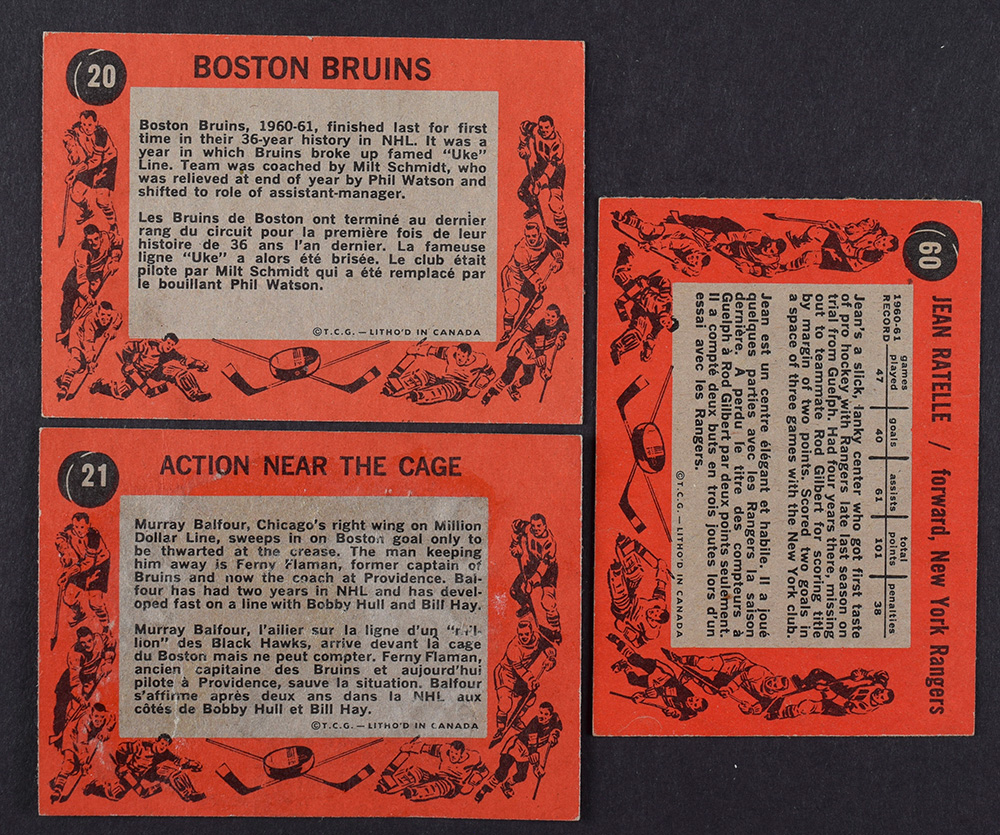 20
BOSTON BRUINS
Boston Bruins, 1960-61, finished last for first
time in their 36-year history in NHL. It was a
year in which Bruins broke up famed "Uke"
Line. Team was coached by Milt Schmidt, who
was relieved at end of year by Phil Watson and
shifted to role of assistant-manager.
Les Bruins de Boston ont terminé au dernier
rang du circuit pour la première fois de leur
histoire de 36 ans l'an dernier. La fameuse
ligne "Uke" a alors été brisée. Le club était
pilote par Milt Schmidt qui a été remplacé par
le bouillant Phil Watson.
©T.C.G. – LITHO'D IN CANADA
21
ACTION NEAR THE CAGE
Murray Balfour, Chicago's right wing on Million
Dollar Line, sweeps in on Boston goal only to
be thwarted at the crease. The man keeping
him away is Ferny Flaman, former captain of
Bruins and now the coach at Providence. Bal-
four has had two years in NHL and has devel-
oped fast on a line with Bobby Hull and Bill Hay.
Murray Balfour, l'ailier sur la ligne d'un
lion" des Black Hawks, arrive devant la cage
du Boston mais ne peut compter. Ferny Flaman,
ancien capitaine des Bruins et aujourd'hui
pilote à Providence, sauve la situation. Balfour
s'affirme après deux ans dans la NHL aux
côtés de Bobby Hull et Bill Hay.
©T.C.G. – LITHO'D IN CANADA
60
JEAN RATELLE / forward, New York Rangers
1960-61 games goals assists total penalties
RECORD played points
47 40 61 101 38
Jean's a slick, lanky center who got first taste
of pro hockey with Rangers late last season on
trial from Guelph. Had four years there, missing
out to teammate Rod Gilbert for scoring title
by margin of two points. Scored two goals in
a space of three games with the New York club.
Jean est un centre élégant et habile. Il a joué
quelques parties avec les Rangers la saison
dernière. A perdu le titre des compteurs à
Guelph à Rod Gilbert par deux points seulement.
Il a compté deux buts en trois joutes lors d'un
essai avec les Rangers.
©T.C.G. – LITHO'D IN CANADA